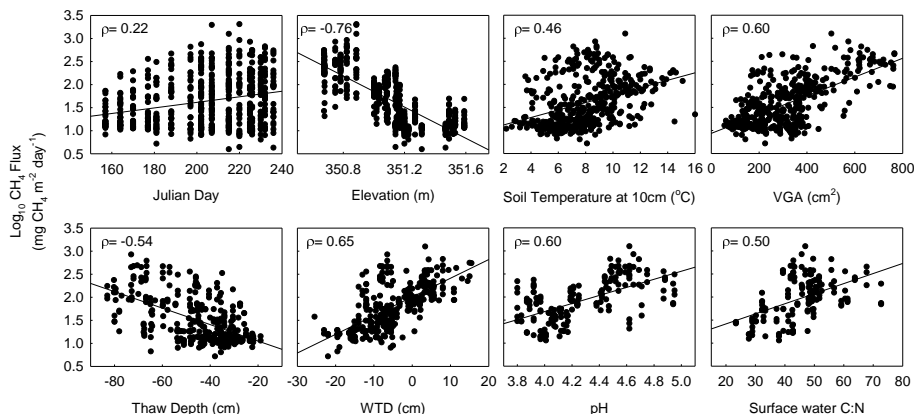 Log10 CH4 Flux
(mg CH4 m-2 day-1)
3.5
3.0
2.5
2.0
1.5
1.0
0.5
ρ= 0.22
160 180 200 220 240
Julian Day
ρ= -0.76
350.8 351.2 351.6
Elevation (m)
ρ= 0.46
2 4 6 8 10 12 14 16
Soil Temperature at 10cm (oC)
ρ= 0.60
0 200 400 600 800
VGA (cm2)
3.5
3.0
2.5
2.0
1.5
1.0
0.5
ρ= -0.54
-80 -60 -40 -20
Thaw Depth (cm)
ρ= 0.65
-30 -20 -10 0 10 20
WTD (cm)
ρ= 0.60
3.8 4.0 4.2 4.4 4.6 4.8 5.0
pH
ρ= 0.50
20 30 40 50 60 70 80
Surface water C:N